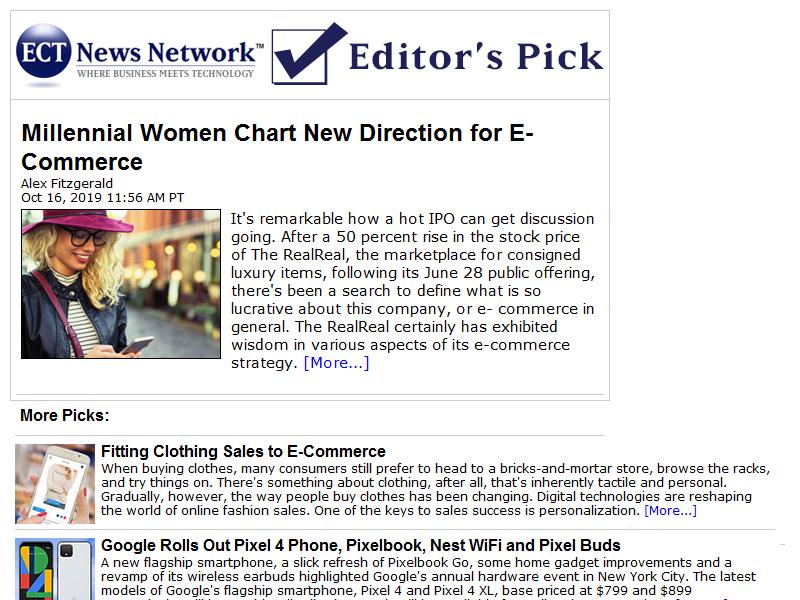 ECT News Network™
WHERE BUSINESS MEETS TECHNOLOGY
Editor's Pick
Millennial Women Chart New Direction for E-
Commerce
Alex Fitzgerald
Oct 16, 2019 11:56 AM PT
It's remarkable how a hot IPO can get discussion
going. After a 50 percent rise in the stock price
of The RealReal, the marketplace for consigned
luxury items, following its June 28 public offering,
there's been a search to define what is so
lucrative about this company, or e- commerce in
general. The RealReal certainly has exhibited
wisdom in various aspects of its e-commerce
strategy. [More...]
More Picks:
Fitting Clothing Sales to E-Commerce
When buying clothes, many consumers still prefer to head to a bricks-and-mortar store, browse the racks,
and try things on. There's something about clothing, after all, that's inherently tactile and personal.
Gradually, however, the way people buy clothes has been changing. Digital technologies are reshaping
the world of online fashion sales. One of the keys to sales success is personalization. [More...]
Google Rolls Out Pixel 4 Phone, Pixelbook, Nest WiFi and Pixel Buds
A new flagship smartphone, a slick refresh of Pixelbook Go, some home gadget improvements and a
revamp of its wireless earbuds highlighted Google's annual hardware event in New York City. The latest
models of Google's flagship smartphone, Pixel 4 and Pixel 4 XL, base priced at $799 and $899